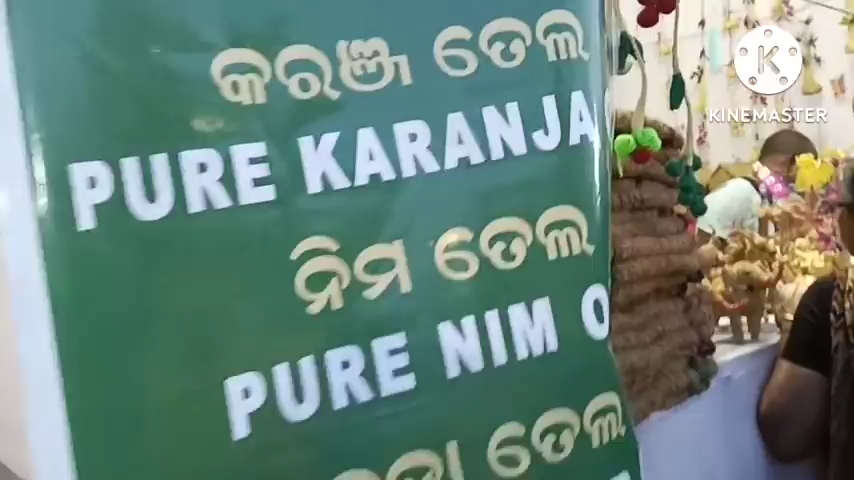 କରଞ୍ଜ ତେଲ
PURE KARANJA
ନିମ ତେଲ
PURE NIM O
ତେଲ
KINEMASTER